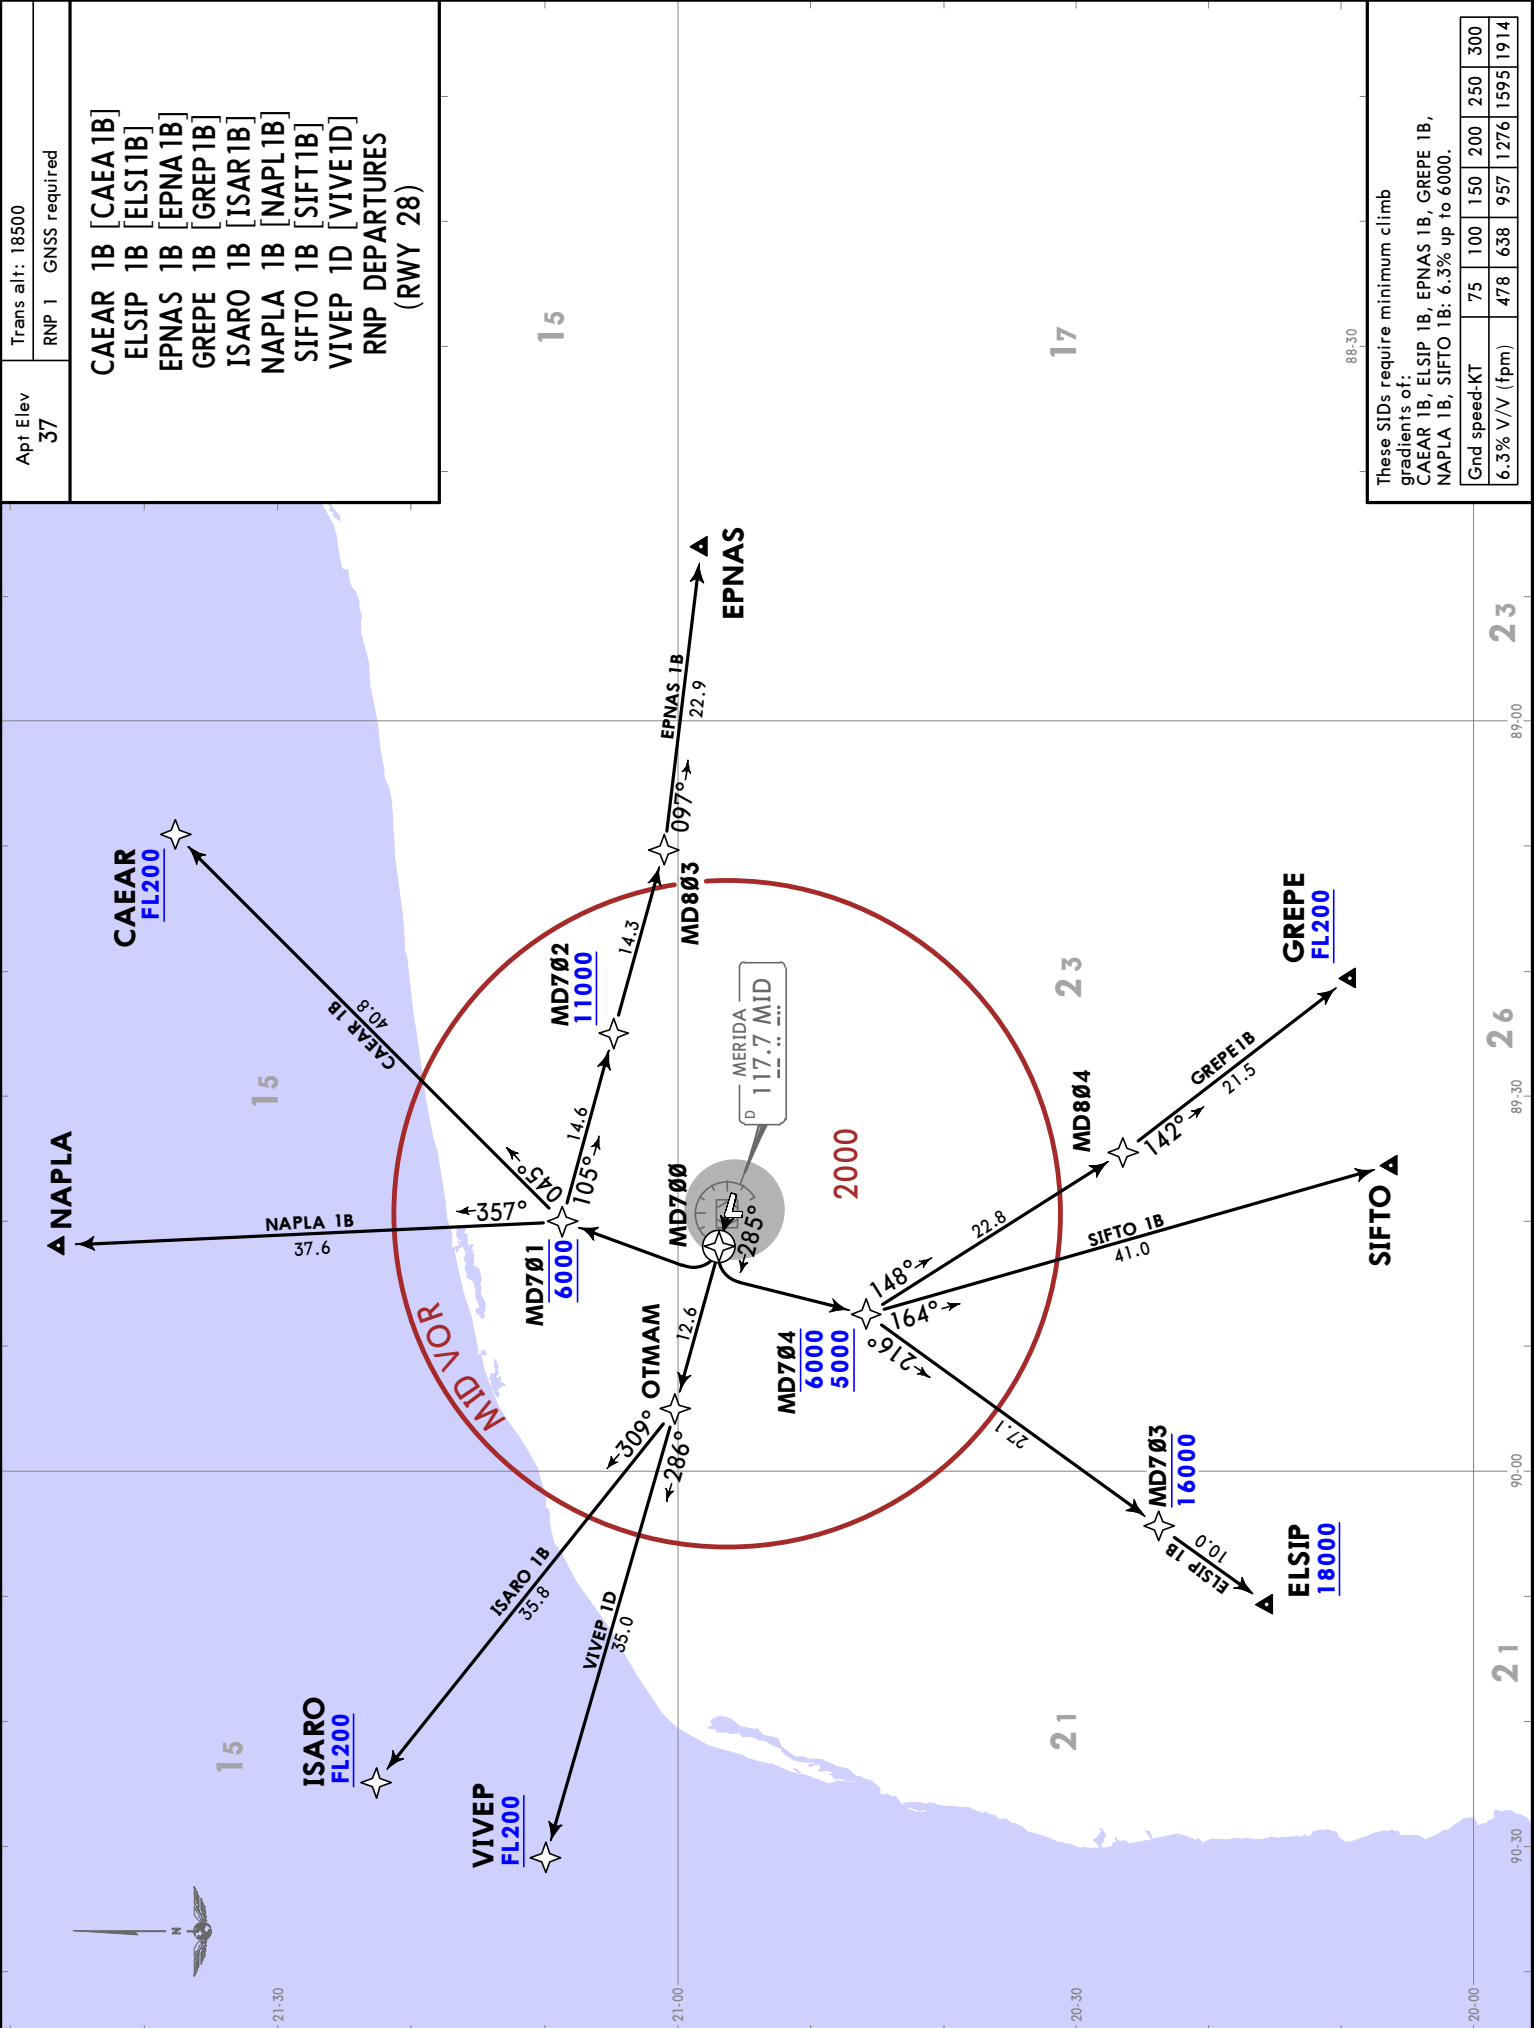 Apt Elev
37
Trans alt: 18500
RNP 1 GNSS required
CAEAR 1B [CAEA1B]
ELSIP 1B [ELSI1B]
EPNAS 1B [EPNA1B]
GREPE 1B [GREP1B]
ISARO 1B [ISAR1B]
NAPLA 1B [NAPL1B]
SIFTO 1B [SIFT1B]
VIVEP 1D [VIVE1D]
RNP DEPARTURES
(RWY 28)
NAPLA
CAEAR
FL200
15
15
15
17
88-30
21-30
NAPLA 1B
37.6
357°
CAEAR 1B
40.8
045°
MID VOR
MD7Ø1
6000
105°
14.6
MD7Ø2
11000
14.3
MD8Ø3
097°
EPNAS 1B
22.9
EPNAS
MD7ØØ
285°
D
MERIDA
117.7 MID
2000
OTMAM
12.6
309°
286°
ISARO 1B
35.8
ISARO
FL200
VIVEP 1D
35.0
VIVEP
FL200
N
21-00
MD7Ø4
6000
5000
148°
164°
216°
22.8
MD8Ø4
142°
GREPE1B
21.5
GREPE
FL200
SIFTO 1B
41.0
SIFTO
27.1
MD7Ø3
16000
ELSIP 1B
10.0
ELSIP
18000
21
23
20-30
21
26
23
20-00
90-30
90-00
89-30
89-00
These SIDs require minimum climb
gradients of:
CAEAR 1B, ELSIP 1B, EPNAS 1B, GREPE 1B,
NAPLA 1B, SIFTO 1B: 6.3% up to 6000.
Gnd speed-KT 75 100 150 200 250 300
6.3% V/V (fpm) 478 638 957 1276 1595 1914